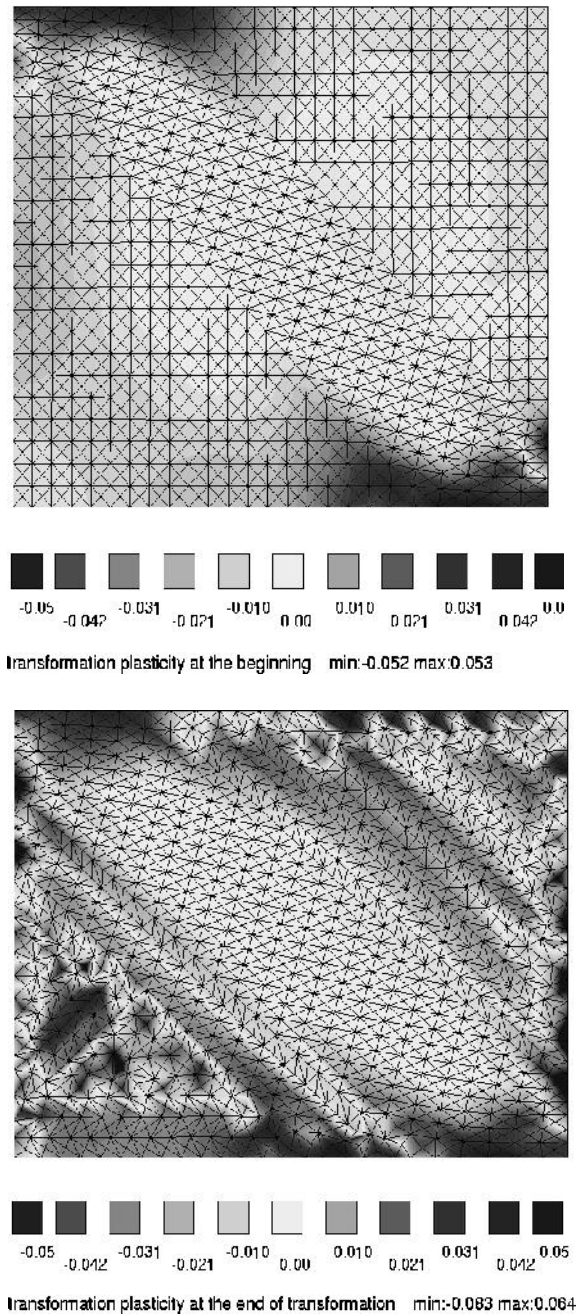 -0.05 -0.031 -0.010 0.010 0.031 0.0
-0.042 -0.021 0.00 0.021 0.042
transformation plasticity at the beginning min:-0.052 max:0.053
-0.05 -0.031 -0.010 0.010 0.031 0.05
-0.042 -0.021 0.00 0.021 0.042
transformation plasticity at the end of transformation min:-0.063 max:0.064